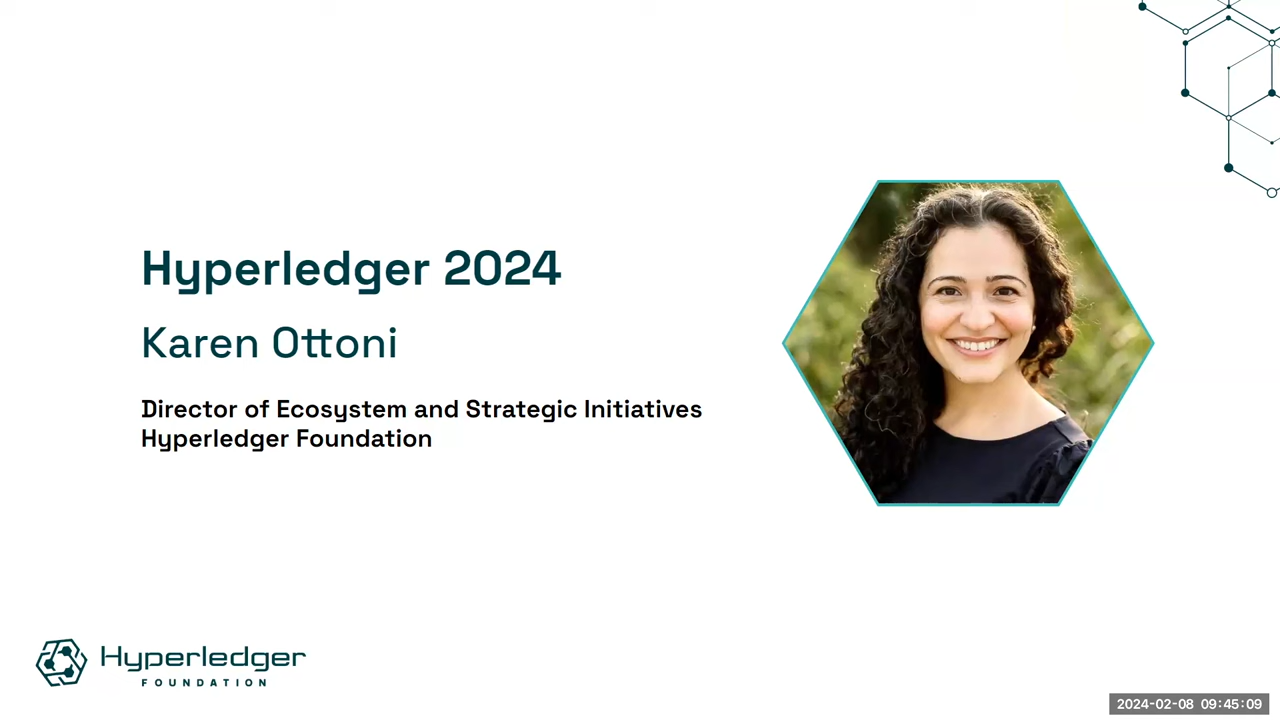 Hyperledger 2024
Karen Ottoni
Director of Ecosystem and Strategic Initiatives
Hyperledger Foundation
Hyperledger
FOUNDATION
2024-02-08 09:45:09